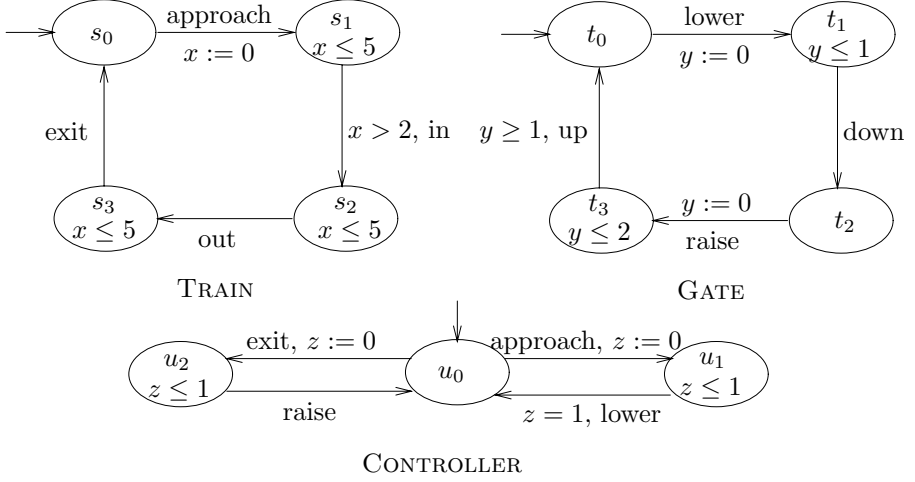 approach
s₀
x := 0
s₁
x ≤ 5
exit
x > 2, in
s₃
x ≤ 5
out
s₂
x ≤ 5
TRAIN
lower
t₀
y := 0
t₁
y ≤ 1
y ≥ 1, up
down
t₃
y ≤ 2
y := 0
raise
t₂
GATE
exit, z := 0
approach, z := 0
u₂
z ≤ 1
u₀
u₁
z ≤ 1
raise
z = 1, lower
CONTROLLER